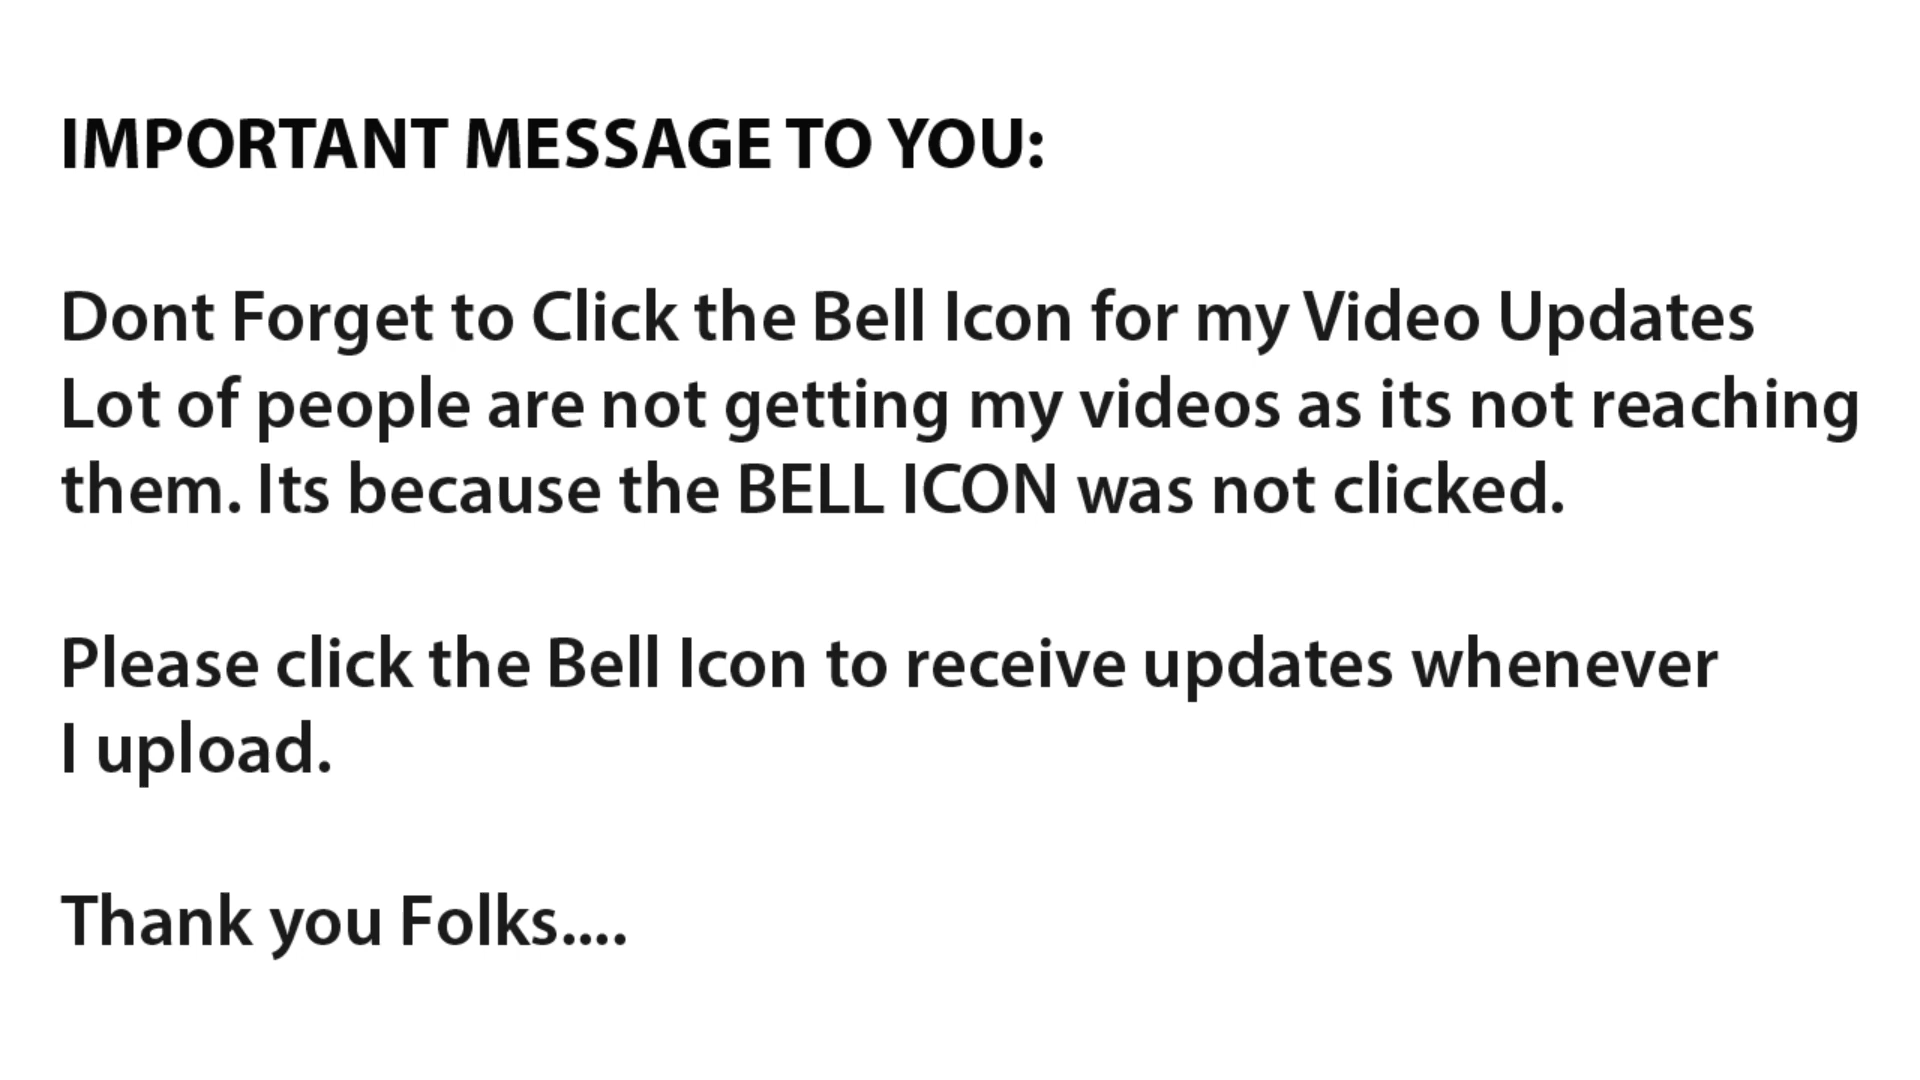 IMPORTANT MESSAGE TO YOU:
Dont Forget to Click the Bell Icon for my Video Updates
Lot of people are not getting my videos as its not reaching
them. Its because the BELL ICON was not clicked.
Please click the Bell Icon to receive updates whenever
I upload.
Thank you Folks....